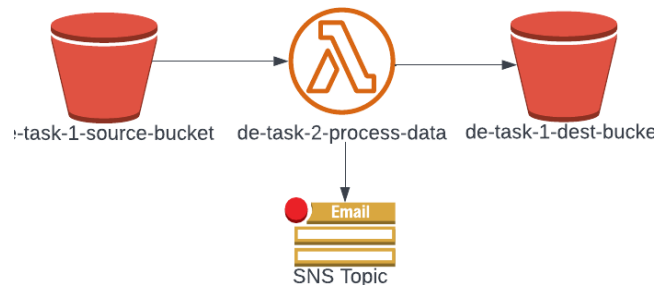 e-task-1-source-bucket
de-task-2-process-data
de-task-1-dest-bucke
Email
SNS Topic